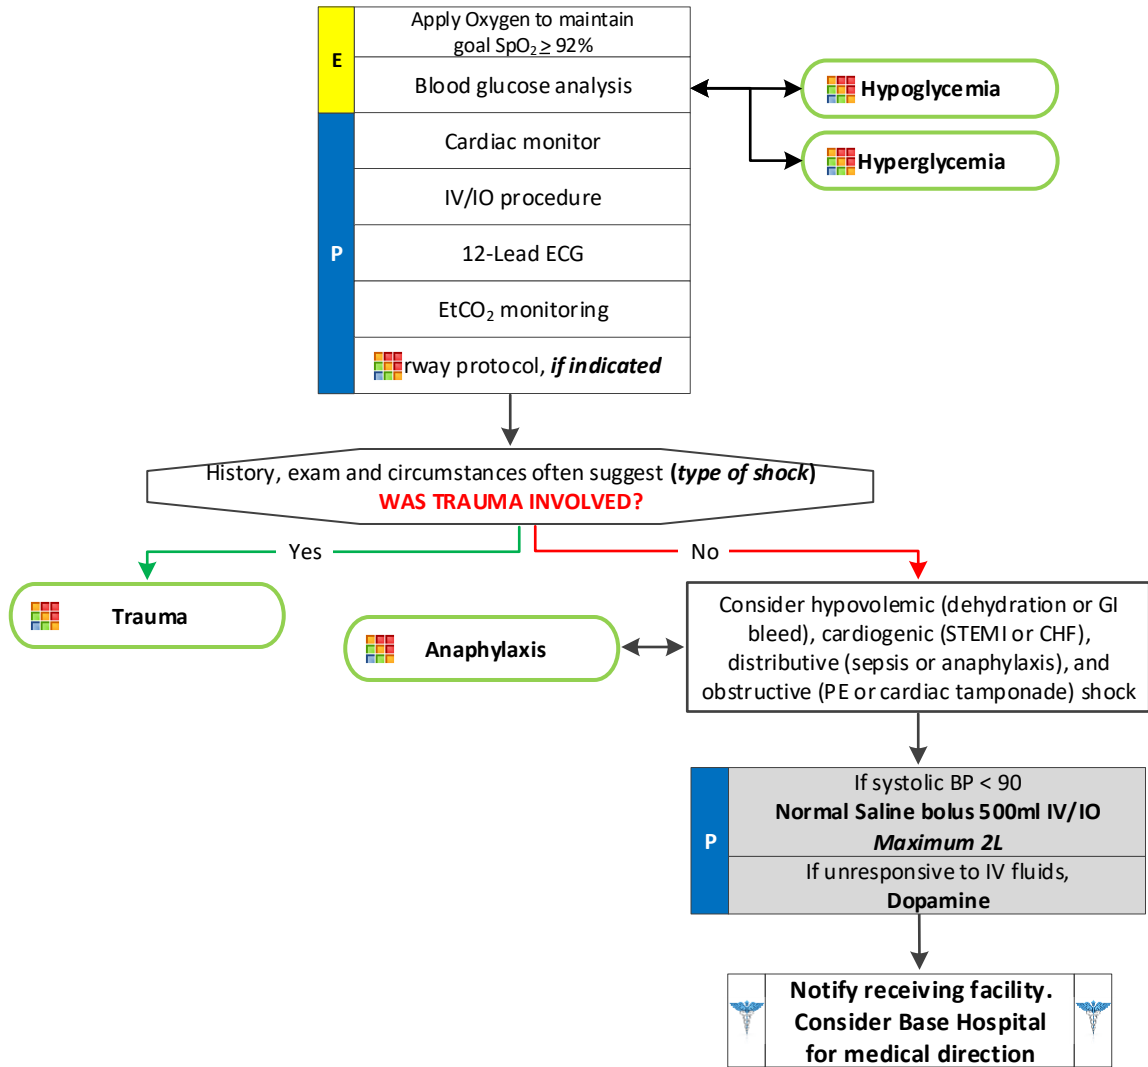 E
Apply Oxygen to maintain
goal SpO₂ ≥ 92%
Blood glucose analysis
Hypoglycemia
Hyperglycemia
P
Cardiac monitor
IV/IO procedure
12-Lead ECG
EtCO₂ monitoring
rway protocol, if indicated
History, exam and circumstances often suggest (type of shock)
WAS TRAUMA INVOLVED?
Yes
No
Trauma
Anaphylaxis
Consider hypovolemic (dehydration or GI
bleed), cardiogenic (STEMI or CHF),
distributive (sepsis or anaphylaxis), and
obstructive (PE or cardiac tamponade) shock
P
If systolic BP < 90
Normal Saline bolus 500ml IV/IO
Maximum 2L
If unresponsive to IV fluids,
Dopamine
Notify receiving facility.
Consider Base Hospital
for medical direction